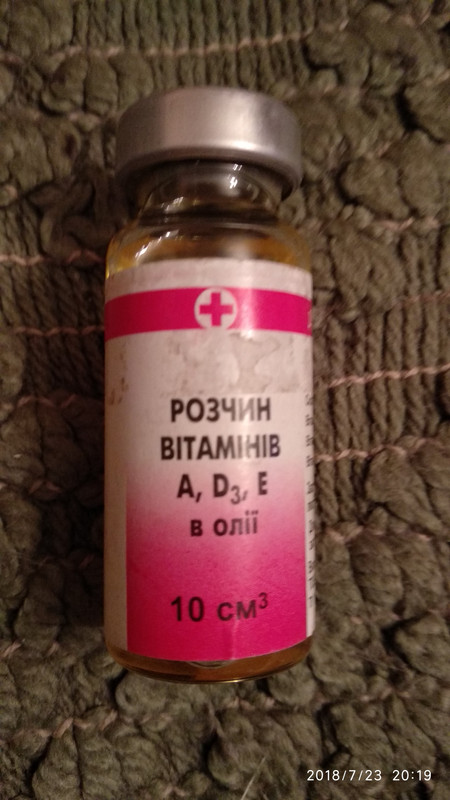 РОЗЧИН
ВІТАМІНІВ
А, D₃, Е
в олії
10 см³
2018/7/23 20:19